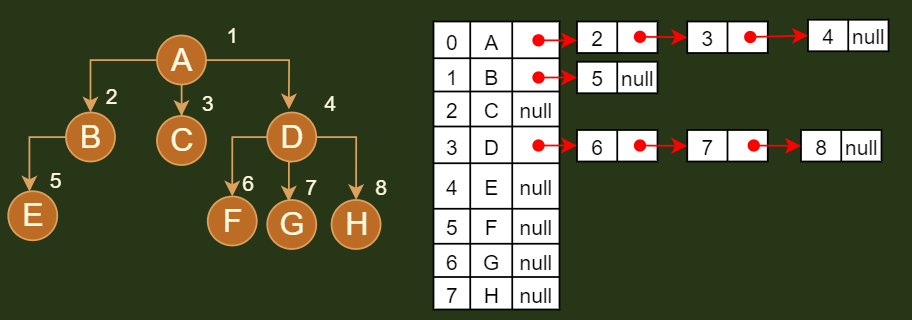 1
A
2
3
4
B
C
D
5
6
7
8
E
F
G
H
0 A 2 3 4 null
1 B 5 null
2 C null
3 D 6 7 8 null
4 E null
5 F null
6 G null
7 H null